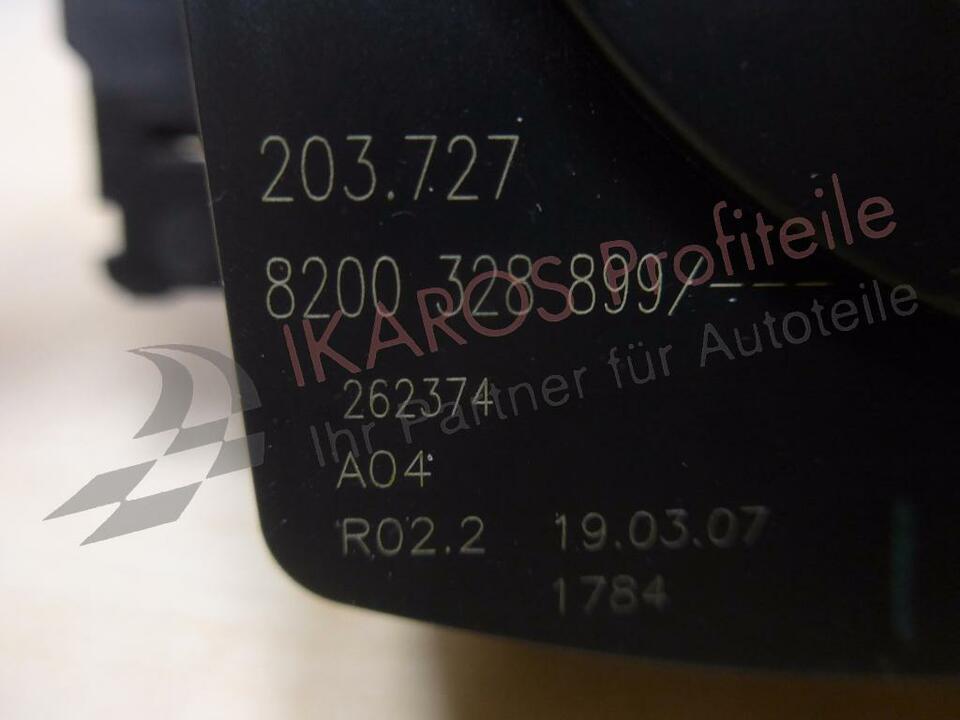 203.727
8200 328 899/----
262374
A04
R02.2 19.03.07
1784
IKAROS Profiteile
Ihr Partner für Autoteile